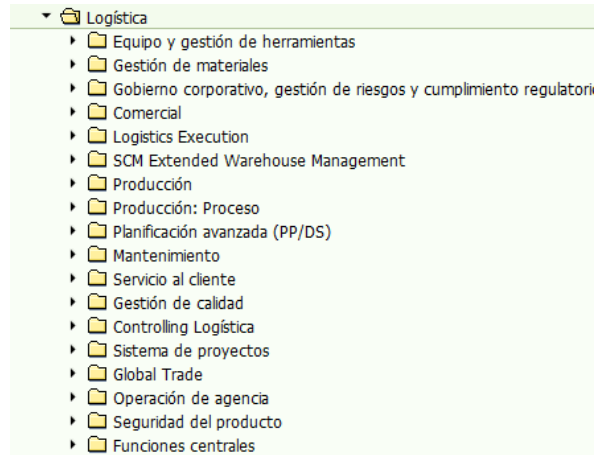 Logística
Equipo y gestión de herramientas
Gestión de materiales
Gobierno corporativo, gestión de riesgos y cumplimiento regulatori
Comercial
Logistics Execution
SCM Extended Warehouse Management
Producción
Producción: Proceso
Planificación avanzada (PP/DS)
Mantenimiento
Servicio al cliente
Gestión de calidad
Controlling Logística
Sistema de proyectos
Global Trade
Operación de agencia
Seguridad del producto
Funciones centrales